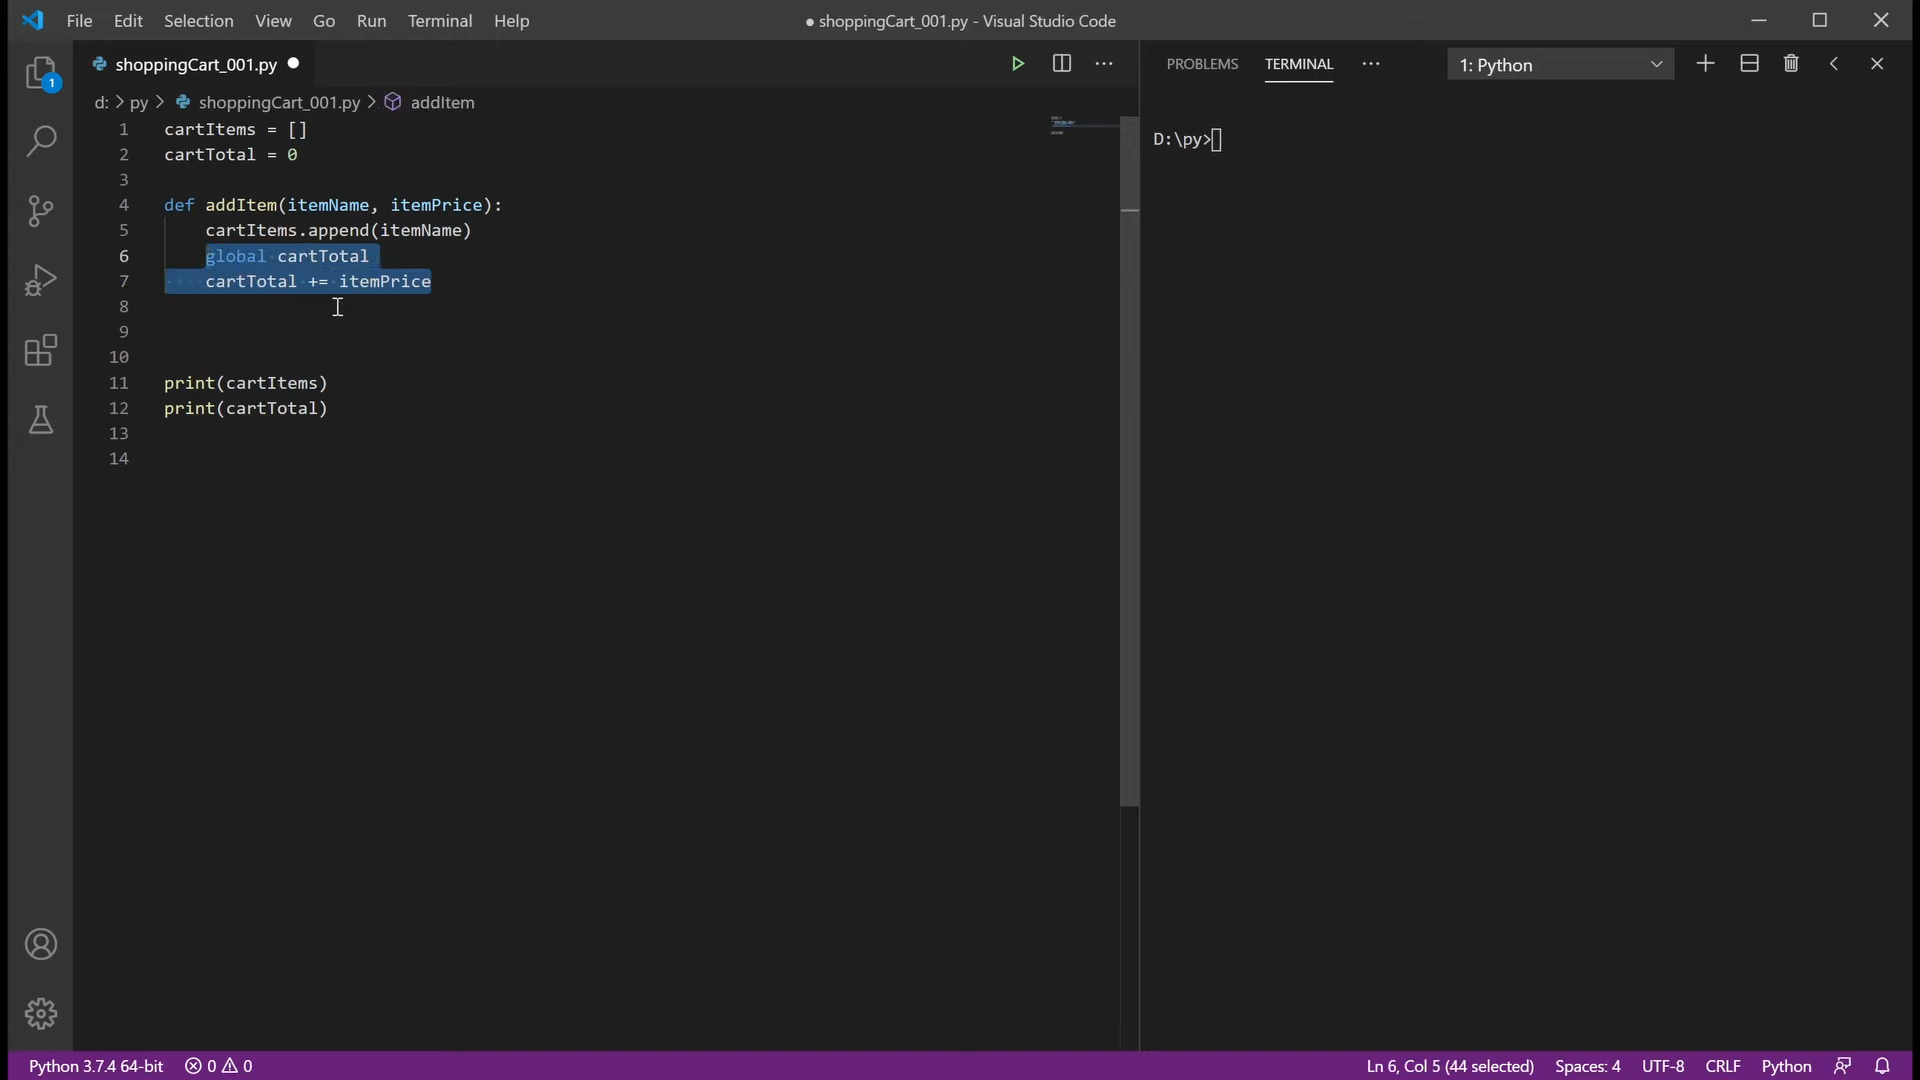 File Edit Selection View Go Run Terminal Help
● shoppingCart_001.py - Visual Studio Code
shoppingCart_001.py ●
PROBLEMS TERMINAL ···
1: Python
1
d: > py > shoppingCart_001.py > addItem
1 cartItems = []
2 cartTotal = 0
3
4 def addItem(itemName, itemPrice):
5 cartItems.append(itemName)
6 global cartTotal
7 cartTotal += itemPrice
8
9
10
11 print(cartItems)
12 print(cartTotal)
13
14
D:\py>
Python 3.7.4 64-bit 0 0
Ln 6, Col 5 (44 selected) Spaces: 4 UTF-8 CRLF Python